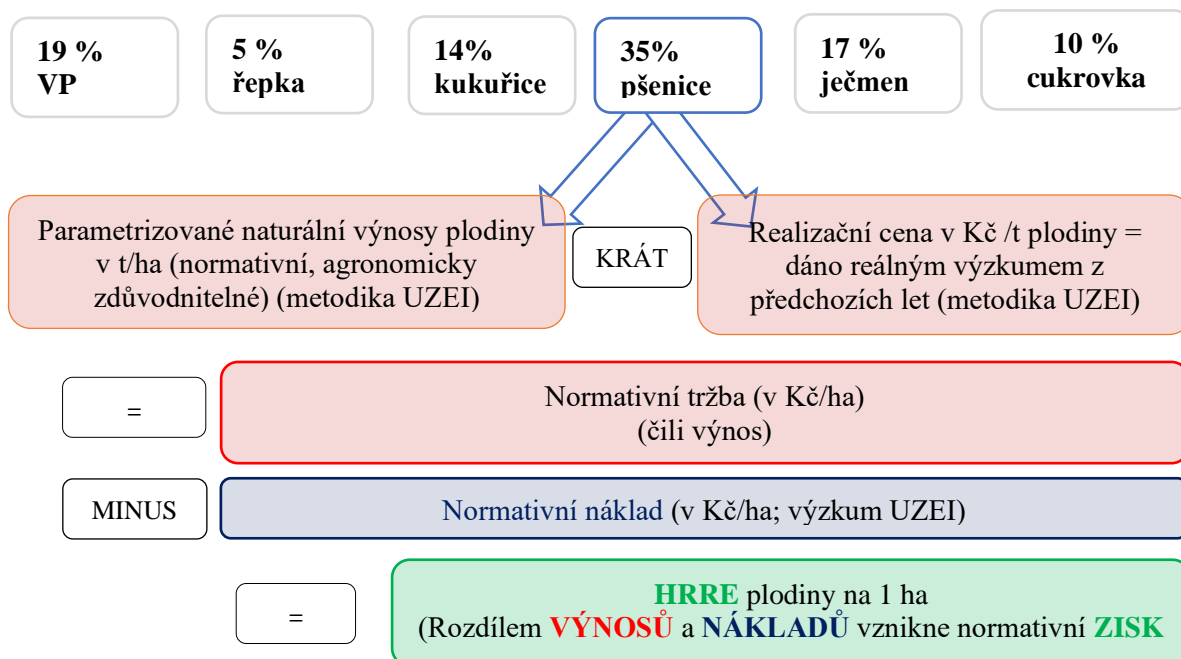 19 %
VP
5 %
řepka
14%
kukuřice
35%
pšenice
17 %
ječmen
10 %
cukrovka
Parametrizované naturální výnosy plodiny
v t/ha (normativní, agronomicky
zdůvodnitelné) (metodika UZEI)
KRÁT
Realizační cena v Kč /t plodiny =
dáno reálným výzkumem z
předchozích let (metodika UZEI)
=
Normativní tržba (v Kč/ha)
(čili výnos)
MINUS
Normativní náklad (v Kč/ha; výzkum UZEI)
=
HRRE plodiny na 1 ha
(Rozdílem VÝNOSŮ a NÁKLADŮ vznikne normativní ZISK